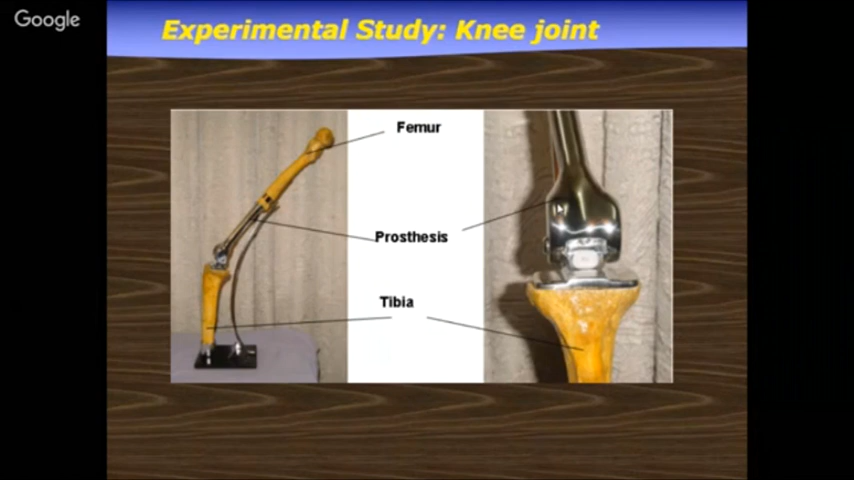 Google
Experimental Study: Knee joint
Femur
Prosthesis
Tibia